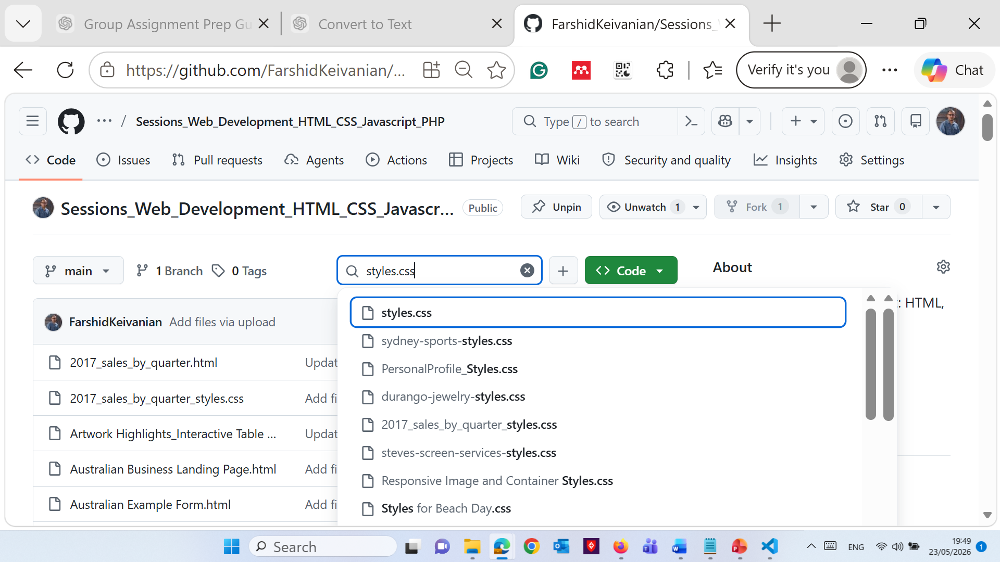 Group Assignment Prep Gu
Convert to Text
FarshidKeivanian/Sessions_
https://github.com/FarshidKeivanian/...
Verify it's you
Chat
/ Sessions_Web_Development_HTML_CSS_Javascript_PHP
Type / to search
Code
Issues
Pull requests
Agents
Actions
Projects
Wiki
Security and quality
Insights
Settings
Sessions_Web_Development_HTML_CSS_Javascr...
Public
Unpin
Unwatch 1
Fork 1
Star 0
main
1 Branch
0 Tags
styles.css
Code
About
: HTML,
FarshidKeivanian Add files via upload
2017_sales_by_quarter.html Updat
2017_sales_by_quarter_styles.css Add fi
Artwork Highlights_Interactive Table ... Updat
Australian Business Landing Page.html Add fi
Australian Example Form.html Add fi
styles.css
sydney-sports-styles.css
PersonalProfile_Styles.css
durango-jewelry-styles.css
2017_sales_by_quarter_styles.css
steves-screen-services-styles.css
Responsive Image and Container Styles.css
Styles for Beach Day.css
Search
ENG
19:49
23/05/2026
1